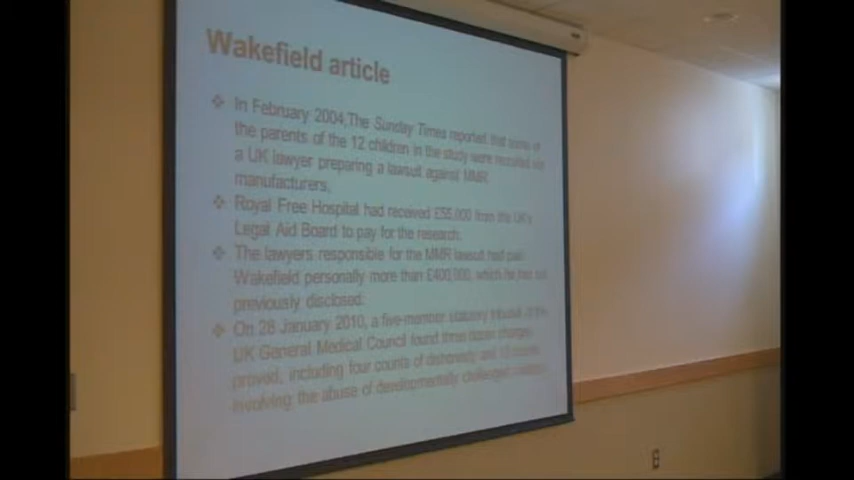 Wakefield article
In February 2004,The Sunday Times reported that some of
the parents of the 12 children in the study were recruited via
a UK lawyer preparing a lawsuit against MMR
manufacturers,
Royal Free Hospital had received £55,000 from the UK's
Legal Aid Board to pay for the research.
The lawyers responsible for the MMR lawsuit had paid
Wakefield personally more than £400,000, which he had not
previously disclosed.
On 28 January 2010, a five-member statutory tribunal of the
UK General Medical Council found three dozen charges
proved, including four counts of dishonesty and
involving the abuse of developmentally challenged